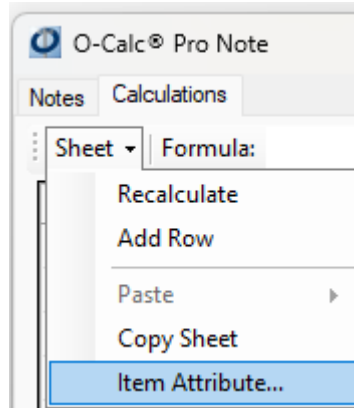 O-Calc® Pro Note
Notes Calculations
Sheet Formula:
Recalculate
Add Row
Paste
Copy Sheet
Item Attribute...